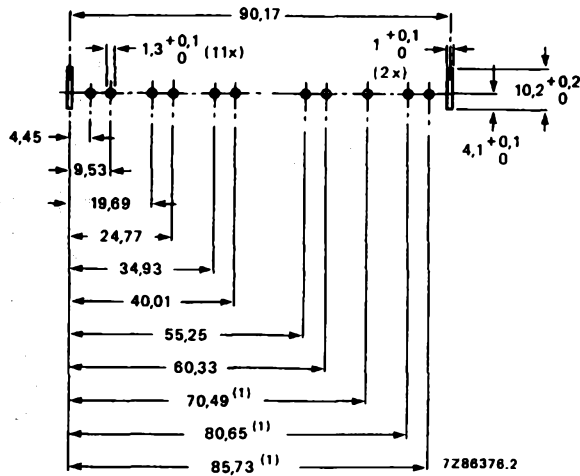 90,17
1,3 +0,1 0 (11x)
1 +0,1 0
(2x)
10,2 +0,2 0
4,1 +0,1 0
4,45
9,53
19,69
24,77
34,93
40,01
55,25
60,33
70,49 (1)
80,65 (1)
85,73 (1)
7Z86376.2